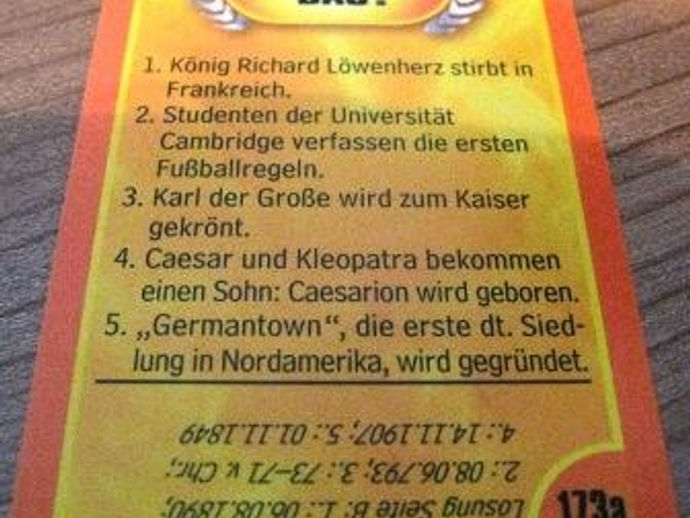 1. König Richard Löwenherz stirbt in
Frankreich.
2. Studenten der Universität
Cambridge verfassen die ersten
Fußballregeln.
3. Karl der Große wird zum Kaiser
gekrönt.
4. Caesar und Kleopatra bekommen
einen Sohn: Caesarion wird geboren.
5. „Germantown“, die erste dt. Sied-
lung in Nordamerika, wird gegründet.
Lösung Seite B: 1.: 06.08.1890;
2.: 08.06.793; 3.: 73–71 v. Chr.;
4.: 14.11.1907; 5.: 01.11.1849
173a